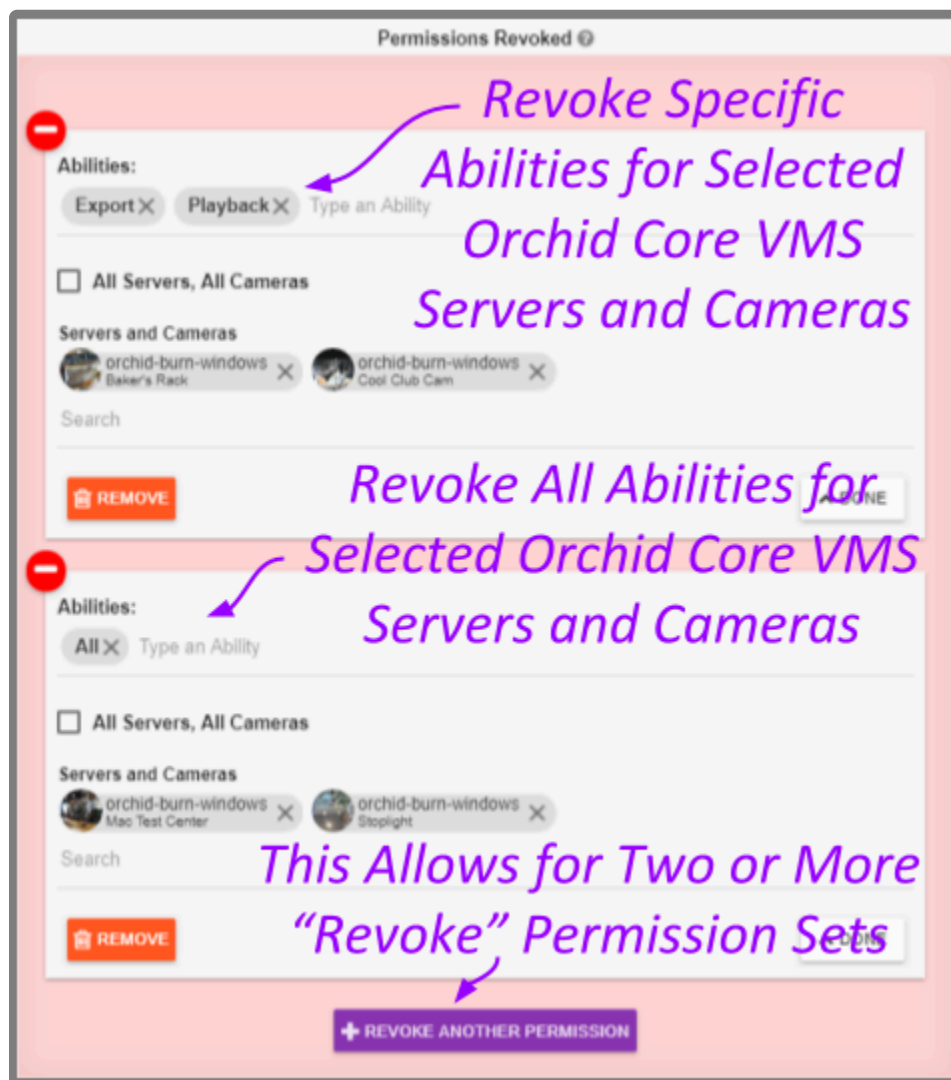 Permissions Revoked
Revoke Specific
Abilities for Selected
Orchid Core VMS
Servers and Cameras
Abilities:
Export Playback Type an Ability
All Servers, All Cameras
Servers and Cameras
orchid-burn-windows
Baker's Rack
orchid-burn-windows
Cool Club Cam
Search
REMOVE
DONE
Revoke All Abilities for
Selected Orchid Core VMS
Servers and Cameras
Abilities:
All Type an Ability
All Servers, All Cameras
Servers and Cameras
orchid-burn-windows
Mac Test Center
orchid-burn-windows
Stoplight
Search
This Allows for Two or More
“Revoke” Permission Sets
REMOVE
DONE
REVOKE ANOTHER PERMISSION